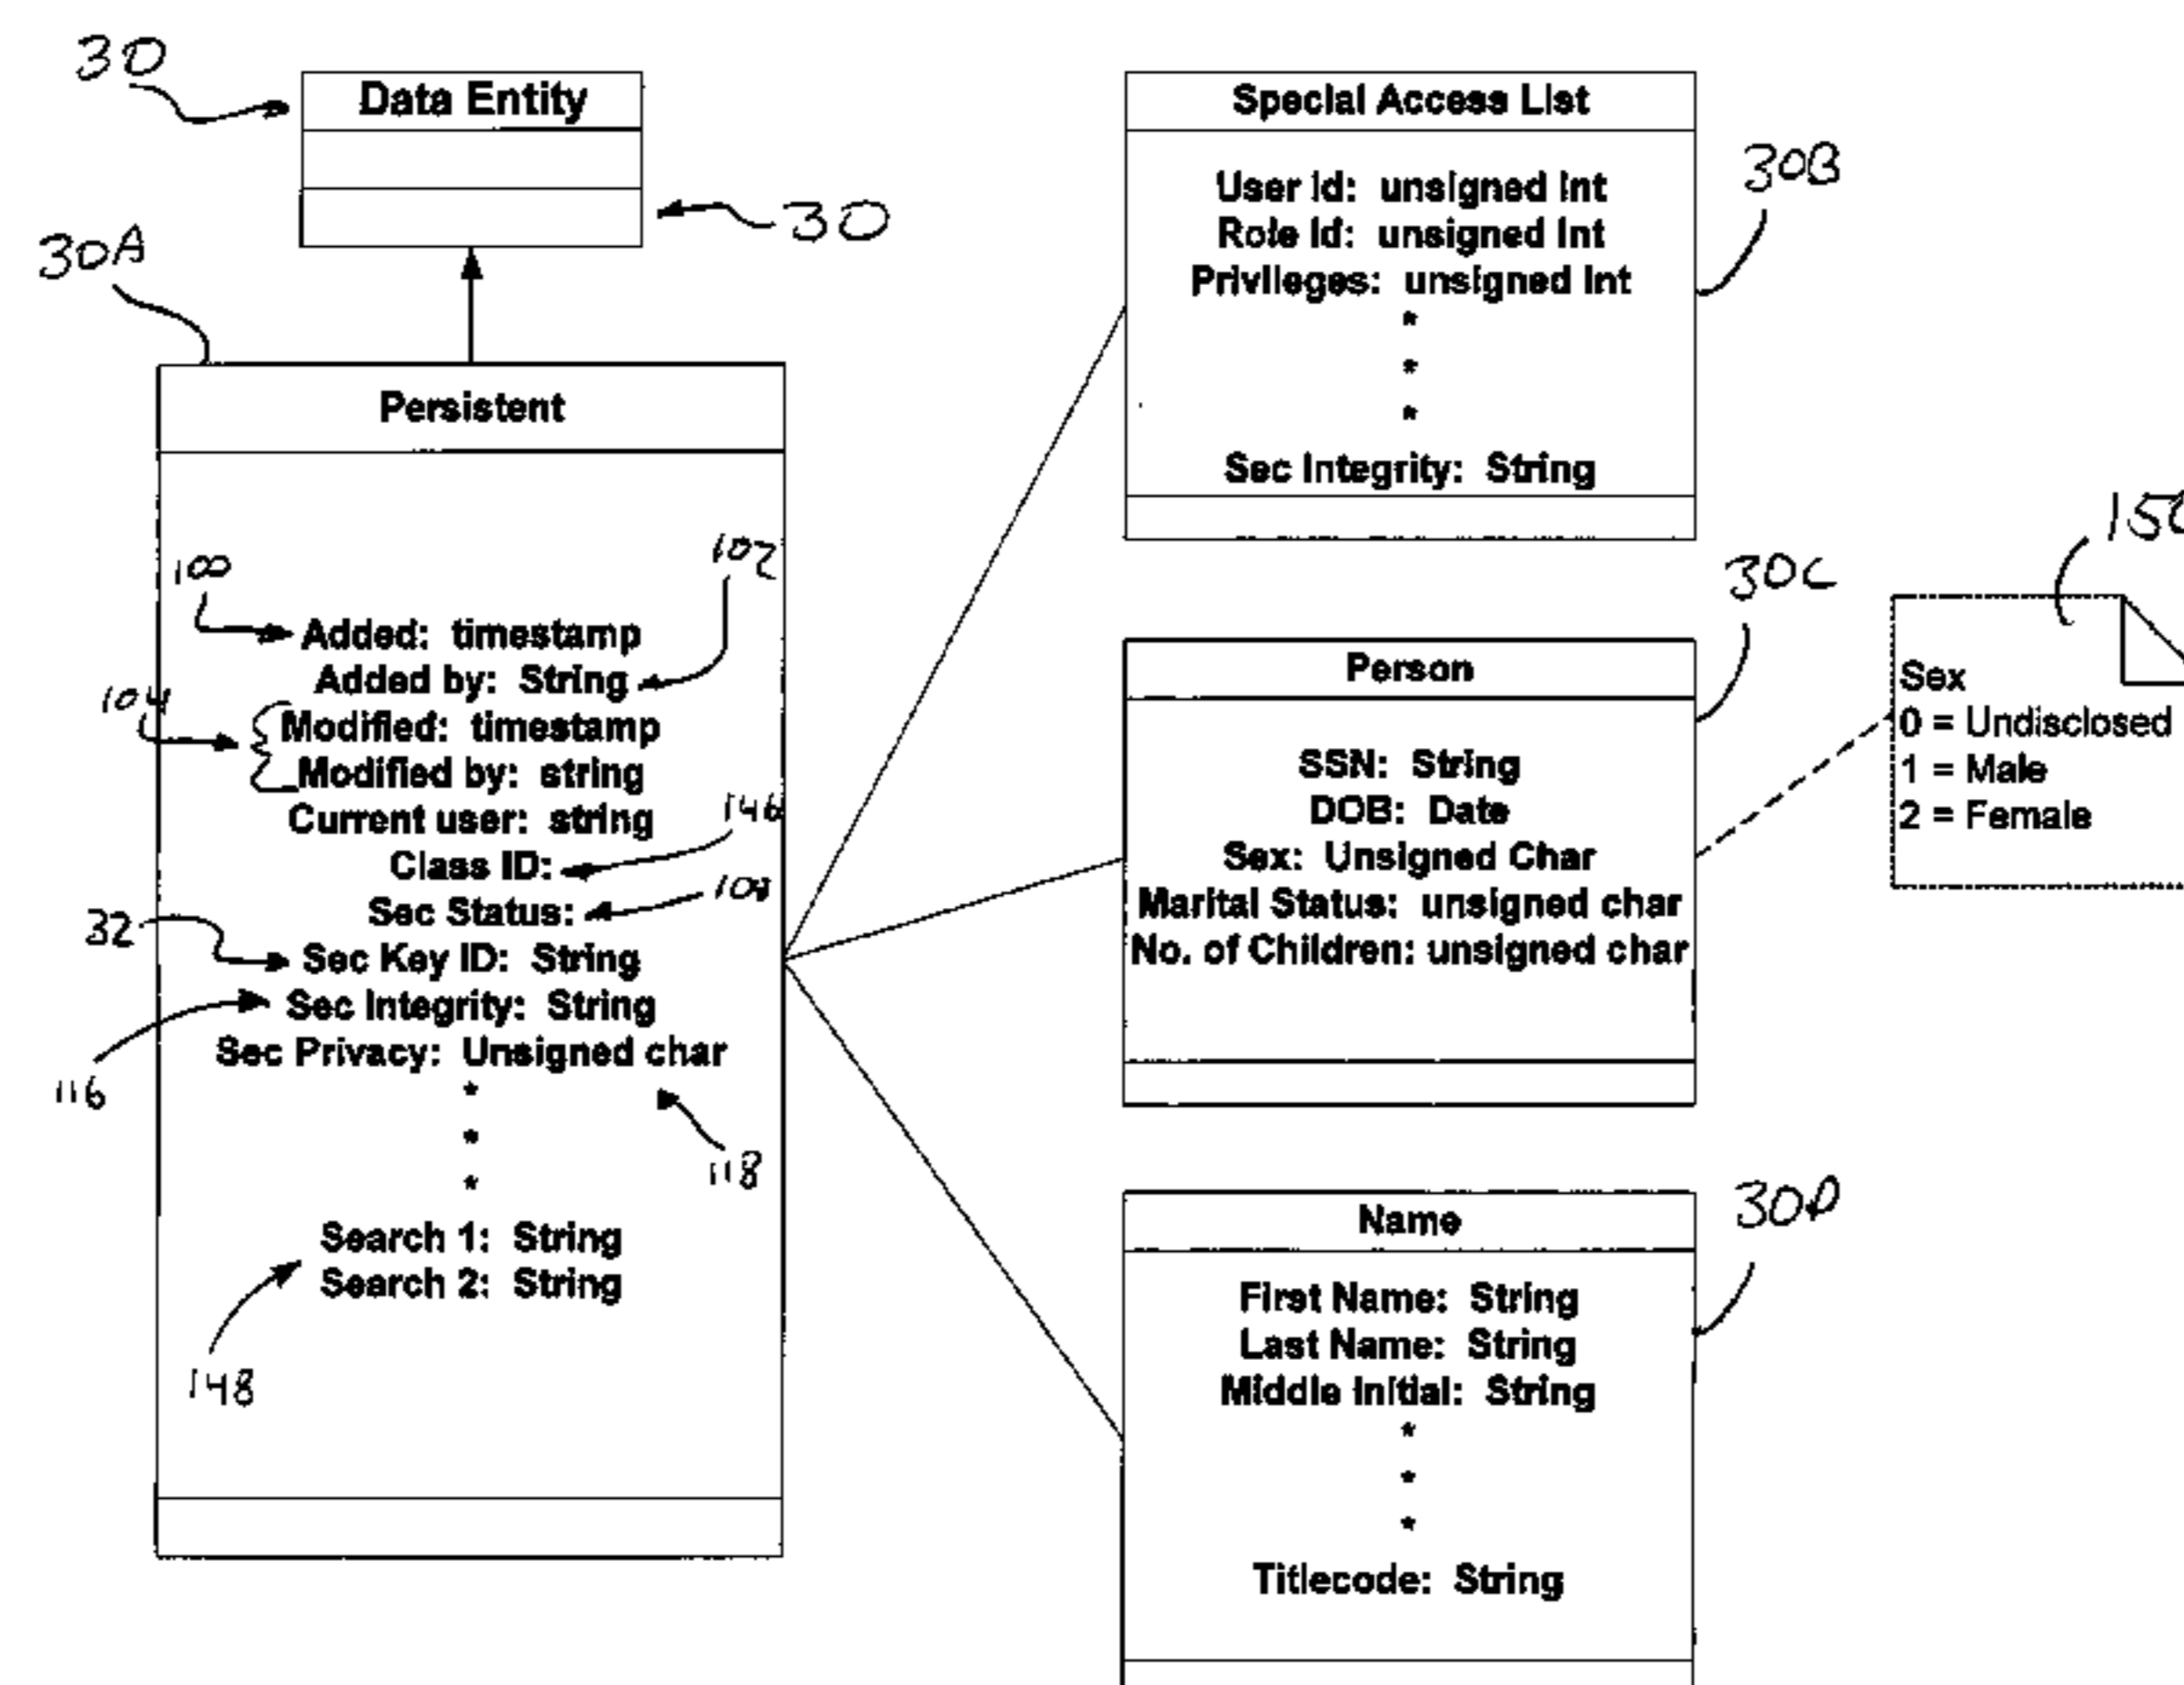 30
Data Entity
30
30A
Persistent
100
102
Added: timestamp
Added by: String
104
Modified: timestamp
Modified by: string
Current user: string
146
Class ID:
Sec Status:
32
Sec Key ID: String
Sec Integrity: String
116
Sec Privacy: Unsigned char
*
*
*
118
Search 1: String
Search 2: String
148
Special Access List
30B
User Id: unsigned Int
Role Id: unsigned Int
Privileges: unsigned Int
*
*
*
Sec Integrity: String
30C
Person
SSN: String
DOB: Date
Sex: Unsigned Char
Marital Status: unsigned char
No. of Children: unsigned char
Sex
0 = Undisclosed
1 = Male
2 = Female
30D
Name
First Name: String
Last Name: String
Middle Initial: String
*
*
*
Titlecode: String